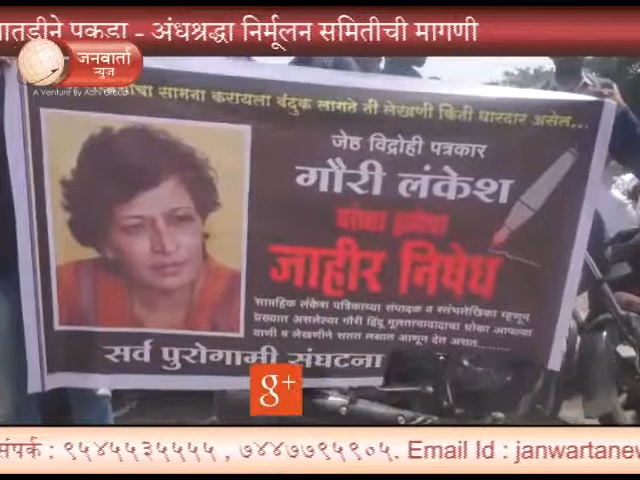 पकडा - अंधश्रद्धा निर्मूलन समितीची मागणी
जनवार्ता
न्यूज
सामना करायला बंदुक लागते ती लेखणी किती धारदार असेल...
जेष्ठ विद्रोही पत्रकार
गौरी लंकेश
जाहीर निषेध
साप्ताहिक लंकेश पत्रिकाच्या संपादक व स्तंभलेखिका म्हणून
प्रख्यात असलेल्या गौरी हिंदू मूलतत्ववादाचा धोका आपल्या
वाणी व लेखणीने सतत लक्षात आणून देत असत
सर्व पुरोगामी संघटना
g+
संपर्क : ९५४५५३५५५५ , ७४४७७९५९०५. Email Id : janwartanew